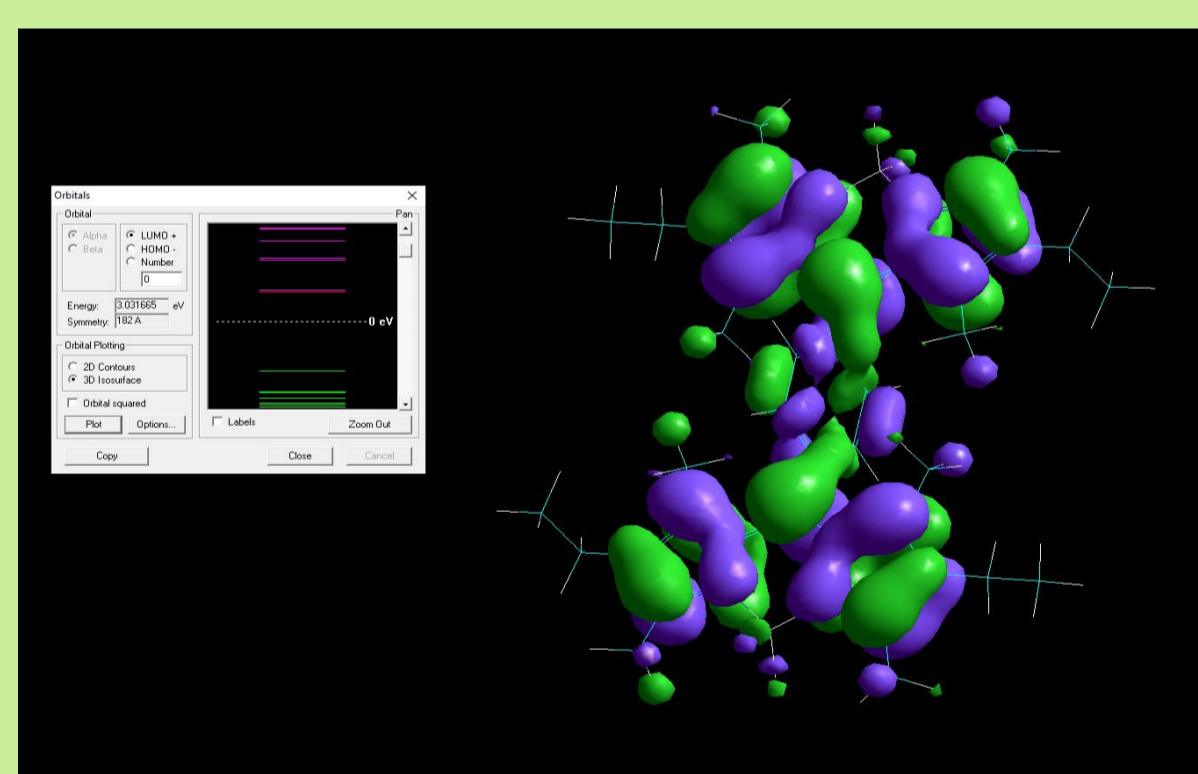 Orbitals
Orbital
Alpha
Beta
LUMO +
HOMO -
Number
0
Energy: 3.031665 eV
Symmetry: 182 A
Orbital Plotting
2D Contours
3D Isosurface
Orbital squared
Plot Options...
Pan
0 eV
Labels Zoom Out
Copy Close Cancel